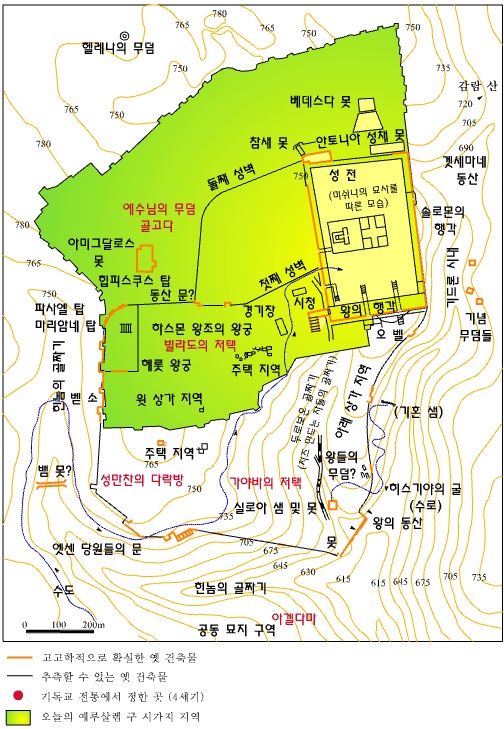 헬레나의 무덤
780
765
750
750
750
감람 산
720
705
690
베데스다 못
참새 못
안토니아 성채 못
겟세마네
동산
765
750
둘째 성벽
성 전
(미쉬나의 묘사를
따른 모습)
예수님의 무덤
골고다
솔로몬의
행각
780
아미그달로스
못
765
힙피스쿠스 탑
동산 문?
첫째 성벽
기드론 시내
750
파사엘 탑
마리암네 탑
경기장
시청
왕의 행각
기념
무덤들
하스몬 왕조의 왕궁
빌라도의 저택
오 벨
주택 지역
헤롯 왕궁
힌놈의 골짜기
벧 소
윗 상가 지역
두로보온 골짜기
(치즈 만드는 자들의 골짜기)
아래 상가 지역
(기혼 샘)
주택 지역
765
왕들의
무덤?
뱀 못?
성만찬의 다락방
가야바의 저택
750
히스기야의 굴
(수로)
실로아 샘 및 못
735
왕의 동산
엣센 당원들의 문
705
675
못
645
630
615
615
645
675
705
735
수도
힌놈의 골짜기
아겔다마
공동 묘지 구역
0 100 200m
고고학적으로 확실한 옛 건축물
추측할 수 있는 옛 건축물
기독교 전통에서 정한 곳 (4세기)
오늘의 예루살렘 구 시가지 지역